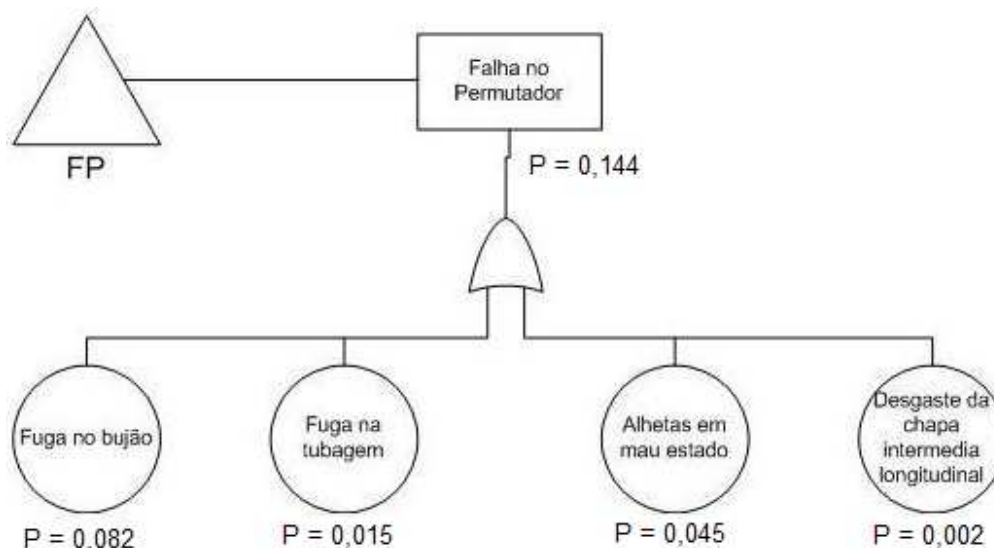 Falha no
Permutador
FP
P = 0,144
Fuga no bujão
Fuga na
tubagem
Alhetas em
mau estado
Desgaste da
chapa
intermedia
longitudinal
P = 0,082
P = 0,015
P = 0,045
P = 0,002